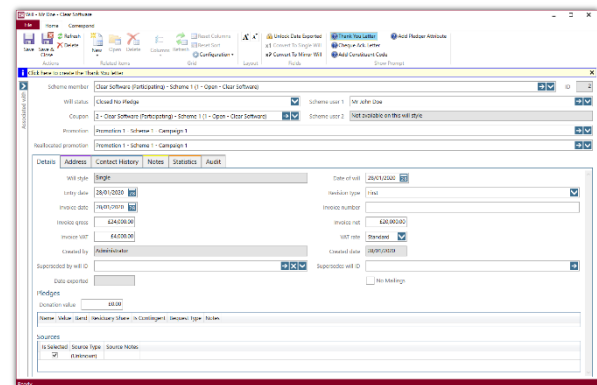 Will - Mr Doe - Clear Software
File Home Correspond
Save Save & Close Refresh Delete New Open Delete Columns Refresh Reset Columns Reset Sort Configuration Unlock Date Exported Convert To Single Will Convert To Mirror Will Thank You Letter Cheque Ack. Letter Add Constituent Code Add Pledger Attribute
Actions Related Items Grid Layout Fields Show Prompt
Click here to create the Thank You letter
Associated with
Scheme member Clear Software (Participating) - Scheme 1 (1 - Open - Clear Software) ID 2
Will status Closed No Pledge Scheme user 1 Mr John Doe
Coupon 2 - Clear Software (Participating) - Scheme 1 (1 - Open - Clear Software) Scheme user 2 Not available on this will style
Promotion Promotion 1 - Scheme 1 - Campaign 1
Reallocated promotion Promotion 1 - Scheme 1 - Campaign 1
Details Address Contact History Notes Statistics Audit
Will style Single Date of will 28/01/2020
Entry date 28/01/2020 Revision type First
Invoice date 28/01/2020 Invoice number
Invoice gross £24,000.00 Invoice net £20,000.00
Invoice VAT £4,000.00 VAT rate Standard
Created by Administrator Created date 28/01/2020
Superseded by will ID Superseded will ID
Date exported No Mailings
Pledges
Donation value £0.00
Name Value Band Residuary Share Is Contingent Bequest Type Notes
Sources
Is Selected Source Type Source Notes
(Unknown)
Ready